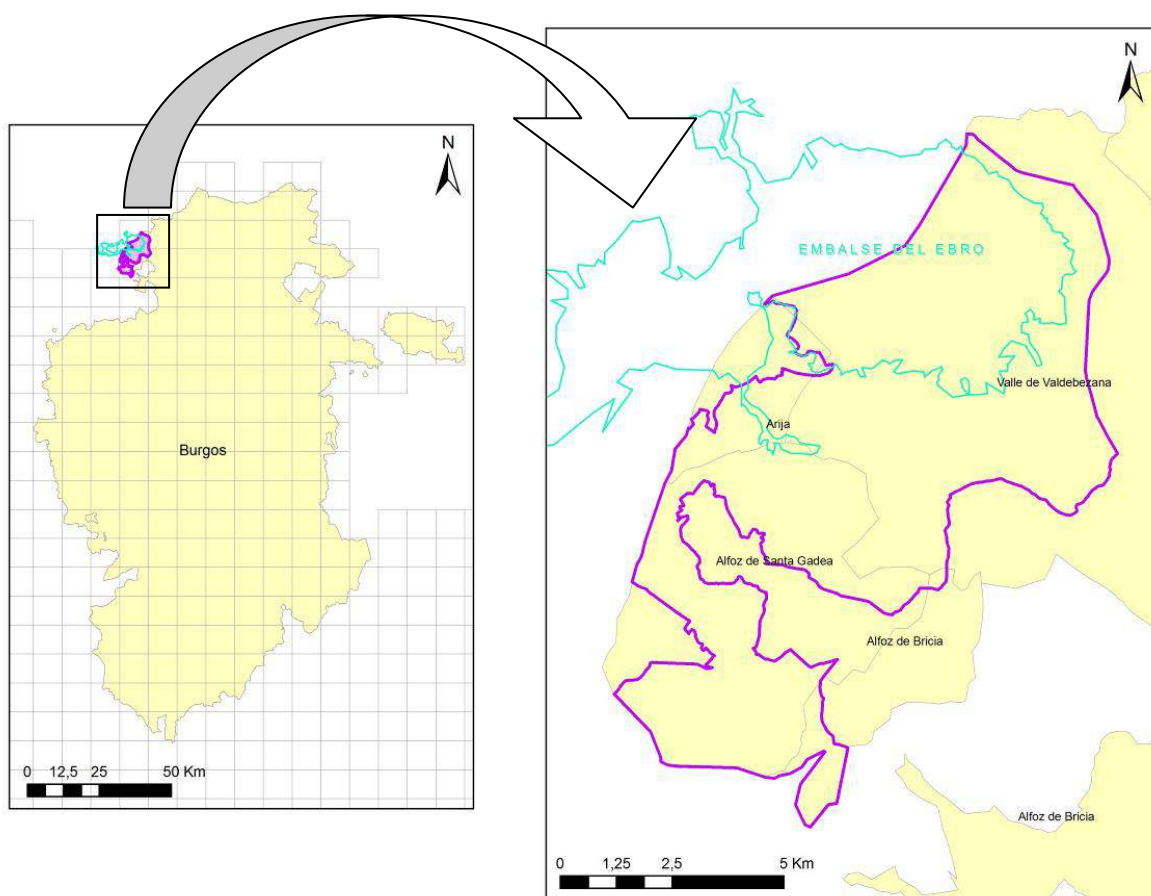 N
Burgos
0 12,5 25 50 Km
N
EMBALSE DEL EBRO
Valle de Valdebezana
Arija
Alfoz de Santa Gadea
Alfoz de Bricia
Alfoz de Bricia
0 1,25 2,5 5 Km